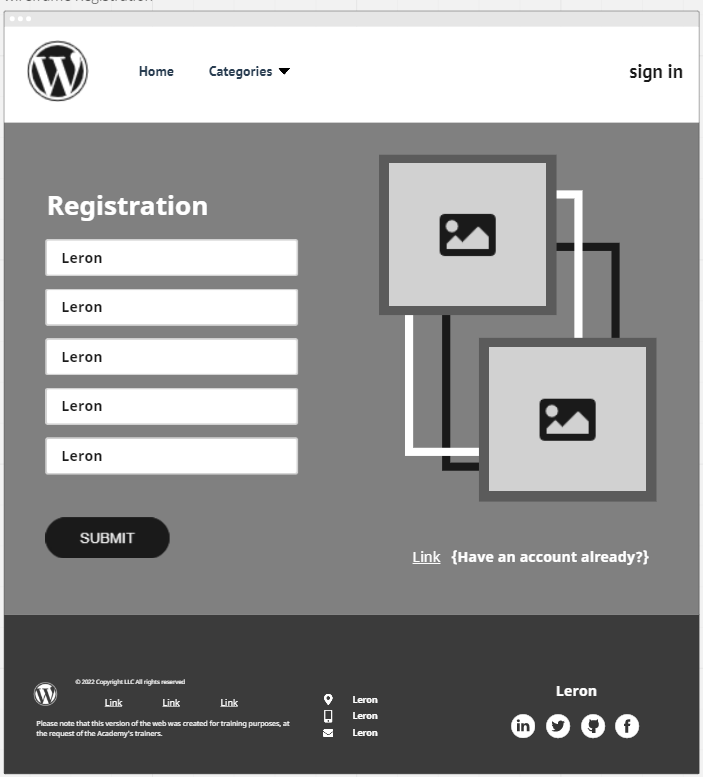 Wireframe Registration
Home Categories sign in
Registration
Leron
Leron
Leron
Leron
Leron
SUBMIT
Link {Have an account already?}
© 2022 Copyright LLC All rights reserved
Link Link Link
Please note that this version of the web was created for training purposes, at
the request of the Academy's trainers.
Leron
Leron
Leron
Leron